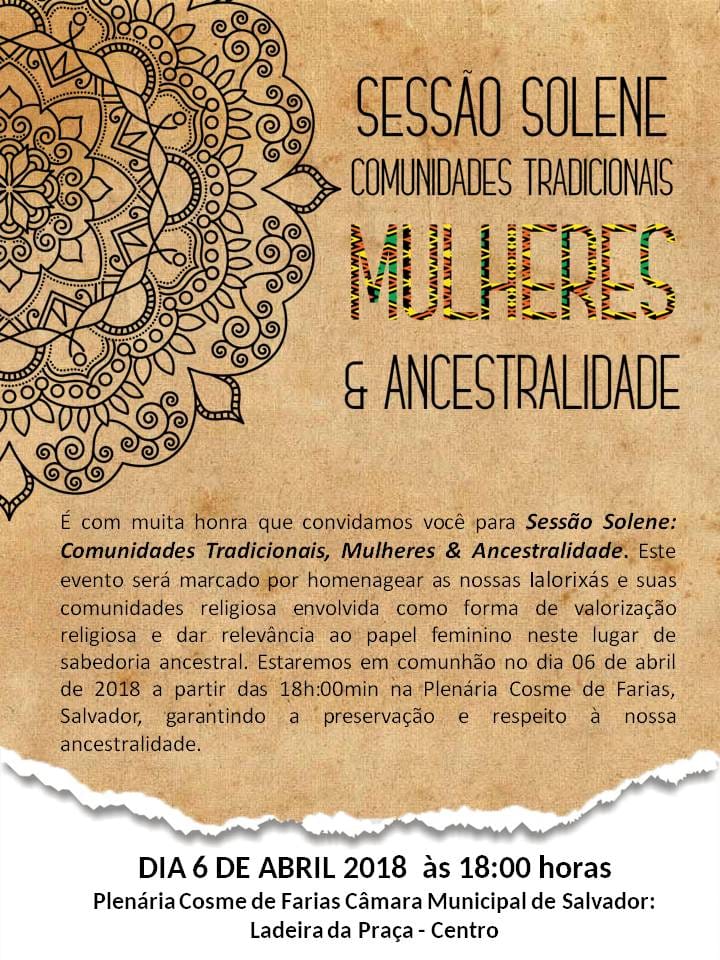 SESSÃO SOLENE
COMUNIDADES TRADICIONAIS
MULHERES
& ANCESTRALIDADE
É com muita honra que convidamos você para Sessão Solene:
Comunidades Tradicionais, Mulheres & Ancestralidade. Este
evento será marcado por homenagear as nossas Ialorixás e suas
comunidades religiosa envolvida como forma de valorização
religiosa e dar relevância ao papel feminino neste lugar de
sabedoria ancestral. Estaremos em comunhão no dia 06 de abril
de 2018 a partir das 18h:00min na Plenária Cosme de Farias,
Salvador, garantindo a preservação e respeito à nossa
ancestralidade.
DIA 6 DE ABRIL 2018 às 18:00 horas
Plenária Cosme de Farias Câmara Municipal de Salvador:
Ladeira da Praça - Centro